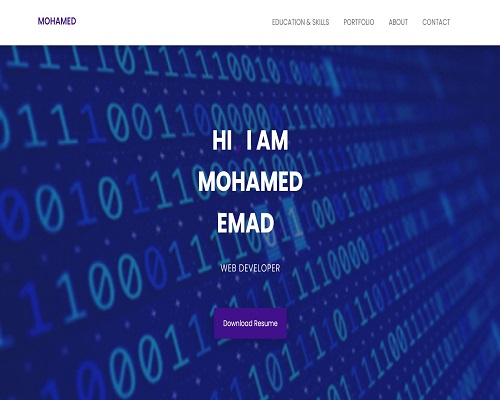 MOHAMED
EDUCATION & SKILLS PORTFOLIO ABOUT CONTACT
HI I AM
MOHAMED
EMAD
WEB DEVELOPER
Download Resume